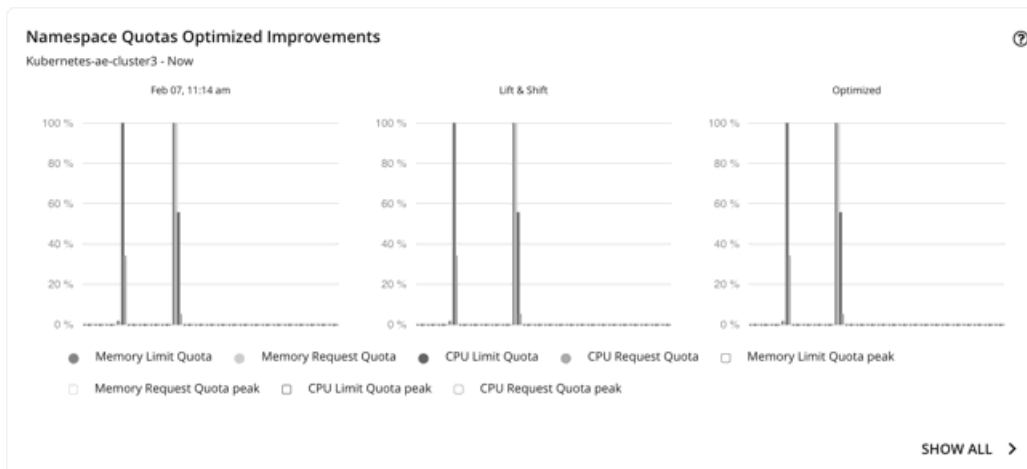 Namespace Quotas Optimized Improvements
Kubernetes-ae-cluster3 - Now
Feb 07, 11:14 am
Lift & Shift
Optimized
100 % 100 % 100 %
80 % 80 % 80 %
60 % 60 % 60 %
40 % 40 % 40 %
20 % 20 % 20 %
0 % 0 % 0 %
Memory Limit Quota Memory Request Quota CPU Limit Quota CPU Request Quota Memory Limit Quota peak
Memory Request Quota peak CPU Limit Quota peak CPU Request Quota peak
SHOW ALL